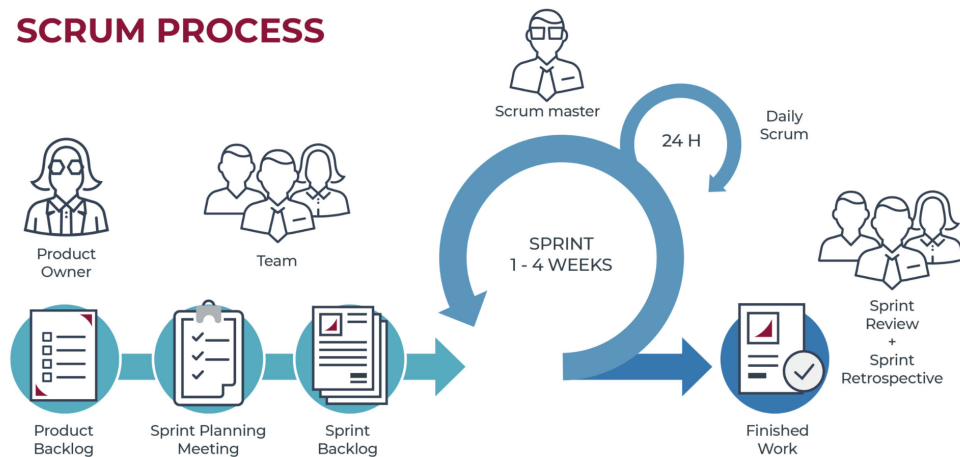 SCRUM PROCESS
Scrum master
24 H
Daily
Scrum
Product
Owner
Team
SPRINT
1 - 4 WEEKS
Sprint
Review
+
Sprint
Retrospective
Product
Backlog
Sprint Planning
Meeting
Sprint
Backlog
Finished
Work